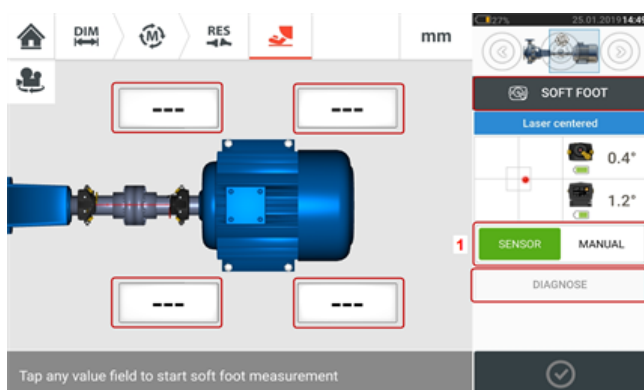 DIM
M
RES
mm
27%
25.01.2019 14:49
SOFT FOOT
Laser centered
---
---
0.4°
1.2°
1
SENSOR
MANUAL
DIAGNOSE
---
---
Tap any value field to start soft foot measurement